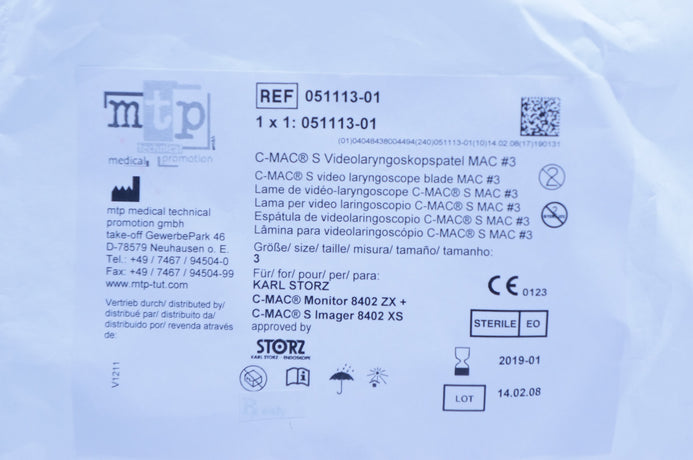 mtp
gmbh
technical
medical promotion
mtp medical technical
promotion gmbh
take-off GewerbePark 46
D-78579 Neuhausen o. E.
Tel.: +49 / 7467 / 94504-0
Fax: +49 / 7467 / 94504-99
www.mtp-tut.com
Vertrieb durch/ distributed by/
distribué par/ distribuito da/
distribuido por/ revenda através
de:
V1211
REF 051113-01
1 x 1: 051113-01
(01)04048438004494(240)051113-01(10)14.02.08(17)190131
C-MAC® S Videolaryngoskopspatel MAC #3
C-MAC® S video laryngoscope blade MAC #3
Lame de vidéo-laryngoscope C-MAC® S MAC #3
Lama per video laringoscopio C-MAC® S MAC #3
Espátula de videolaringoscopio C-MAC® S MAC #3
Lâmina para videolaringoscópio C-MAC® S MAC #3
Größe/ size/ taille/ misura/ tamaño/ tamanho:
3
Für/ for/ pour/ per/ para:
KARL STORZ
C-MAC® Monitor 8402 ZX +
C-MAC® S Imager 8402 XS
approved by
STORZ
KARL STORZ - ENDOSKOPE
only
2
CE 0123
STERILE EO
2019-01
LOT 14.02.08